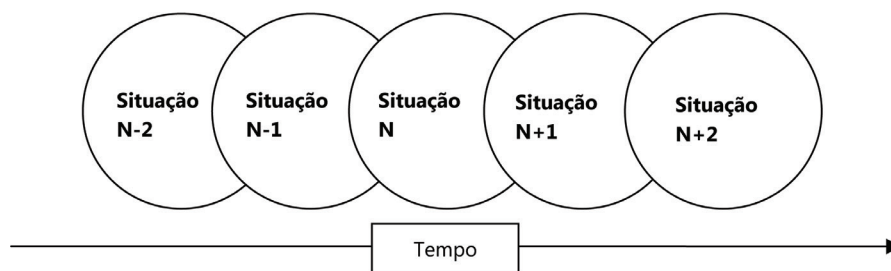 Situação
N-2
Situação
N-1
Situação
N
Situação
N+1
Situação
N+2
Tempo